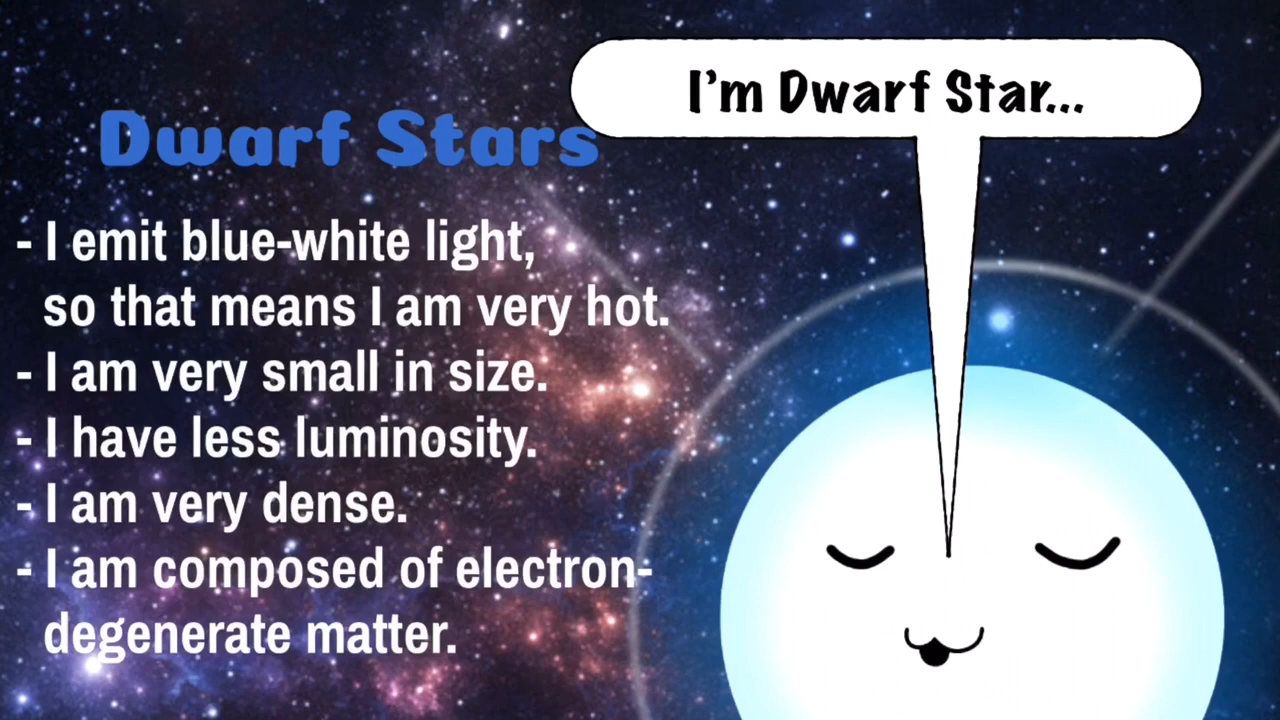 I'm Dwarf Star...
Dwarf Stars
- I emit blue-white light,
so that means I am very hot.
- I am very small in size.
- I have less luminosity.
- I am very dense.
- I am composed of electron-
degenerate matter.